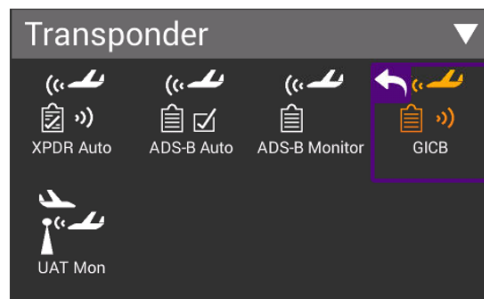 Transponder
XPDR Auto
ADS-B Auto
ADS-B Monitor
GICB
UAT Mon